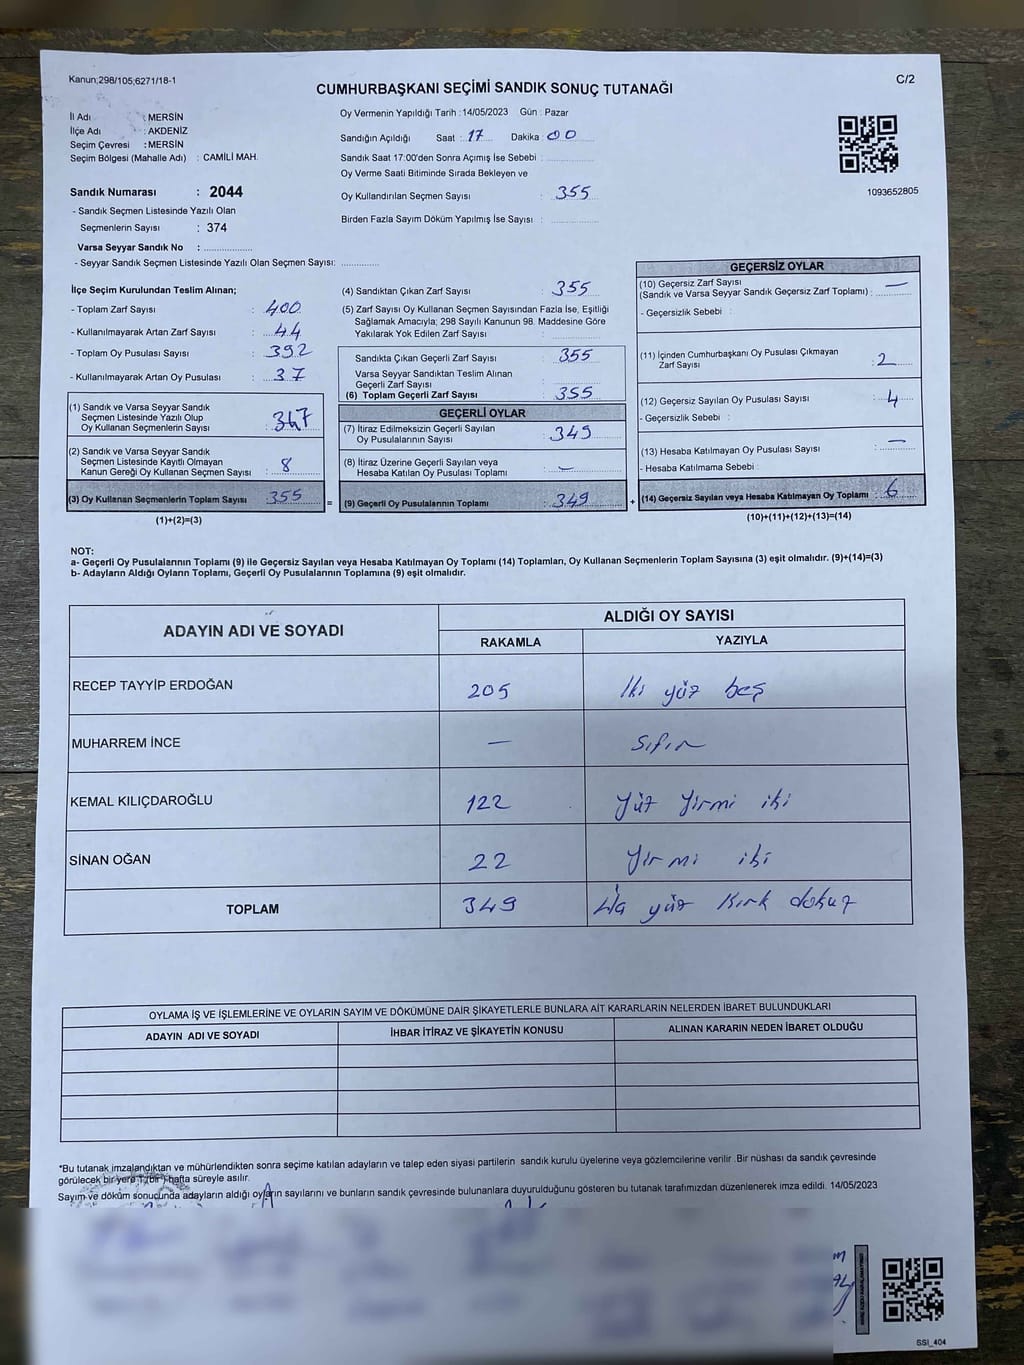 Kanun;298/105,6271/18-1
C/2
CUMHURBAŞKANI SEÇİMİ SANDIK SONUÇ TUTANAĞI
İl Adı : MERSİN
İlçe Adı : AKDENİZ
Seçim Çevresi : MERSİN
Seçim Bölgesi (Mahalle Adı) : CAMİLİ MAH.
Sandık Numarası : 2044
- Sandık Seçmen Listesinde Yazılı Olan
Seçmenlerin Sayısı : 374
Varsa Seyyar Sandık No :
- Seyyar Sandık Seçmen Listesinde Yazılı Olan Seçmen Sayısı:
Oy Vermenin Yapıldığı Tarih : 14/05/2023 Gün : Pazar
Sandığın Açıldığı Saat : 17 Dakika : 00
Sandık Saat 17:00'den Sonra Açımış İse Sebebi :
Oy Verme Saati Bitiminde Sırada Bekleyen ve
Oy Kullandırılan Seçmen Sayısı : 355
Birden Fazla Sayım Döküm Yapılmış İse Sayısı :
1093652805
İlçe Seçim Kurulundan Teslim Alınan;
- Toplam Zarf Sayısı : 400
- Kullanılmayarak Artan Zarf Sayısı : 44
- Toplam Oy Pusulası Sayısı : 392
- Kullanılmayarak Artan Oy Pusulası : 37
(1) Sandık ve Varsa Seyyar Sandık
Seçmen Listesinde Yazılı Olup
Oy Kullanan Seçmenlerin Sayısı : 347
(2) Sandık ve Varsa Seyyar Sandık
Seçmen Listesinde Kayıtlı Olmayan
Kanun Gereği Oy Kullanan Seçmen Sayısı : 8
(3) Oy Kullanan Seçmenlerin Toplam Sayısı : 355
(1)+(2)=(3)
(4) Sandıktan Çıkan Zarf Sayısı : 355
(5) Zarf Sayısı Oy Kullanan Seçmen Sayısından Fazla İse, Eşitliği
Sağlamak Amacıyla; 298 Sayılı Kanunun 98. Maddesine Göre
Yakılarak Yok Edilen Zarf Sayısı :
Sandıkta Çıkan Geçerli Zarf Sayısı : 355
Varsa Seyyar Sandıktan Teslim Alınan
Geçerli Zarf Sayısı :
(6) Toplam Geçerli Zarf Sayısı : 355
GEÇERLİ OYLAR
(7) İtiraz Edilmeksizin Geçerli Sayılan
Oy Pusulalarının Sayısı : 349
(8) İtiraz Üzerine Geçerli Sayılan veya
Hesaba Katılan Oy Pusulası Toplamı : —
= (9) Geçerli Oy Pusulalarının Toplamı : 349 +
GEÇERSİZ OYLAR
(10) Geçersiz Zarf Sayısı
(Sandık ve Varsa Seyyar Sandık Geçersiz Zarf Toplamı) : —
- Geçersizlik Sebebi :
(11) İçinden Cumhurbaşkanı Oy Pusulası Çıkmayan
Zarf Sayısı : 2
(12) Geçersiz Sayılan Oy Pusulası Sayısı : 4
- Geçersizlik Sebebi :
(13) Hesaba Katılmayan Oy Pusulası Sayısı : —
- Hesaba Katılmama Sebebi :
(14) Geçersiz Sayılan veya Hesaba Katılmayan Oy Toplamı : 6
(10)+(11)+(12)+(13)=(14)
NOT:
a- Geçerli Oy Pusulalarının Toplamı (9) ile Geçersiz Sayılan veya Hesaba Katılmayan Oy Toplamı (14) Toplamları, Oy Kullanan Seçmenlerin Toplam Sayısına (3) eşit olmalıdır. (9)+(14)=(3)
b- Adayların Aldığı Oyların Toplamı, Geçerli Oy Pusulalarının Toplamına (9) eşit olmalıdır.
ADAYIN ADI VE SOYADI
ALDIĞI OY SAYISI
RAKAMLA YAZIYLA
RECEP TAYYİP ERDOĞAN 205 İki yüz beş
MUHARREM İNCE — Sıfır
KEMAL KILIÇDAROĞLU 122 Yüz Yirmi iki
SİNAN OĞAN 22 Yirmi iki
TOPLAM 349 yüz kırk dokuz
OYLAMA İŞ VE İŞLEMLERİNE VE OYLARIN SAYIM VE DÖKÜMÜNE DAİR ŞİKAYETLERLE BUNLARA AİT KARARLARIN NELERDEN İBARET BULUNDUKLARI
ADAYIN ADI VE SOYADI İHBAR İTİRAZ VE ŞİKAYETİN KONUSU ALINAN KARARIN NEDEN İBARET OLDUĞU
*Bu tutanak imzalandıktan ve mühürlendikten sonra seçime katılan adayların ve talep eden siyasi partilerin sandık kurulu üyelerine veya gözlemcilerine verilir .Bir nüshası da sandık çevresinde
görülecek bir yere 1 (bir) hafta süreyle asılır.
Sayım ve döküm sonucunda adayların aldığı oyların sayılarını ve bunların sandık çevresinde bulunanlara duyurulduğunu gösteren bu tutanak tarafımızdan düzenlenerek imza edildi. 14/05/2023
SSI_404